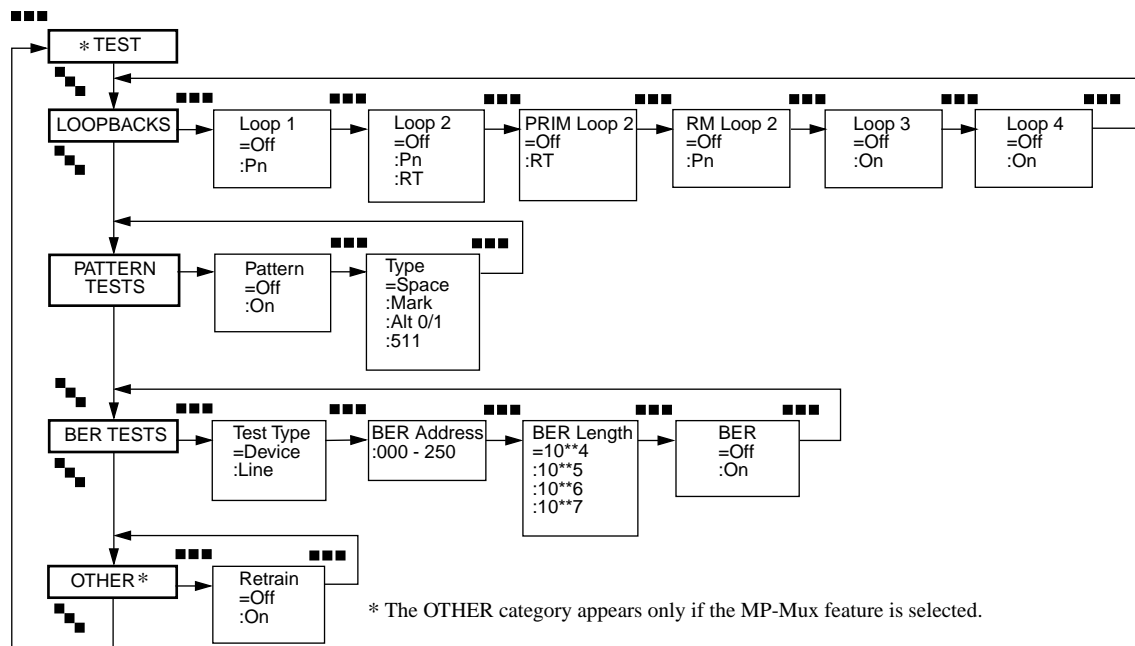 * TEST
LOOPBACKS
Loop 1
=Off
:Pn
Loop 2
=Off
:Pn
:RT
PRIM Loop 2
=Off
:RT
RM Loop 2
=Off
:Pn
Loop 3
=Off
:On
Loop 4
=Off
:On
PATTERN
TESTS
Pattern
=Off
:On
Type
=Space
:Mark
:Alt 0/1
:511
BER TESTS
Test Type
=Device
:Line
BER Address
:000 - 250
BER Length
=10**4
:10**5
:10**6
:10**7
BER
=Off
:On
OTHER *
Retrain
=Off
:On
* The OTHER category appears only if the MP-Mux feature is selected.